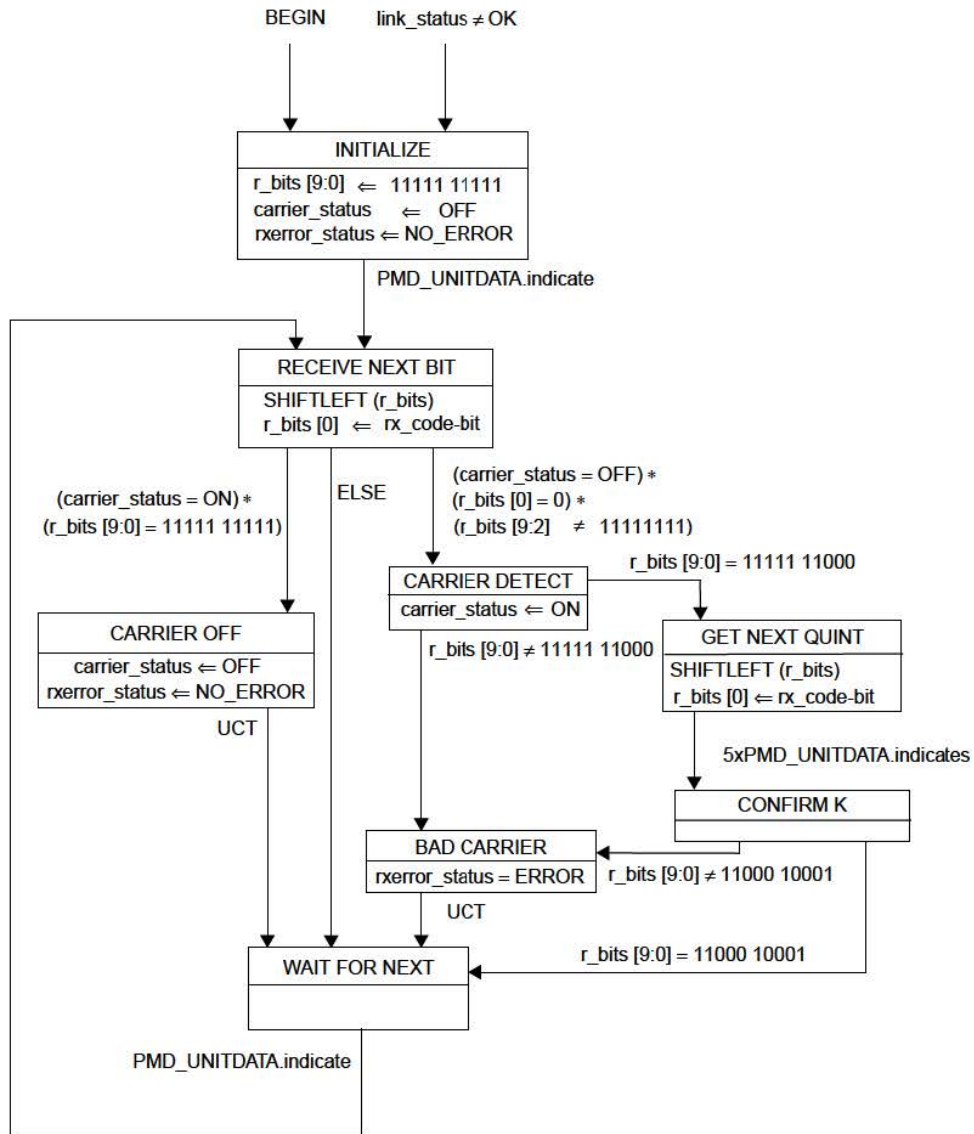 BEGIN
link_status ≠ OK
INITIALIZE
r_bits [9:0] ⇐ 11111 11111
carrier_status ⇐ OFF
rxerror_status ⇐ NO_ERROR
PMD_UNITDATA.indicate
RECEIVE NEXT BIT
SHIFTLEFT (r_bits)
r_bits [0] ⇐ rx_code-bit
(carrier_status = ON) *
(r_bits [9:0] = 11111 11111)
ELSE
(carrier_status = OFF) *
(r_bits [0] = 0) *
(r_bits [9:2] ≠ 11111111)
r_bits [9:0] = 11111 11000
CARRIER DETECT
carrier_status ⇐ ON
r_bits [9:0] ≠ 11111 11000
CARRIER OFF
carrier_status ⇐ OFF
rxerror_status ⇐ NO_ERROR
UCT
GET NEXT QUINT
SHIFTLEFT (r_bits)
r_bits [0] ⇐ rx_code-bit
5xPMD_UNITDATA.indicates
CONFIRM K
BAD CARRIER
rxerror_status = ERROR
r_bits [9:0] ≠ 11000 10001
UCT
r_bits [9:0] = 11000 10001
WAIT FOR NEXT
PMD_UNITDATA.indicate